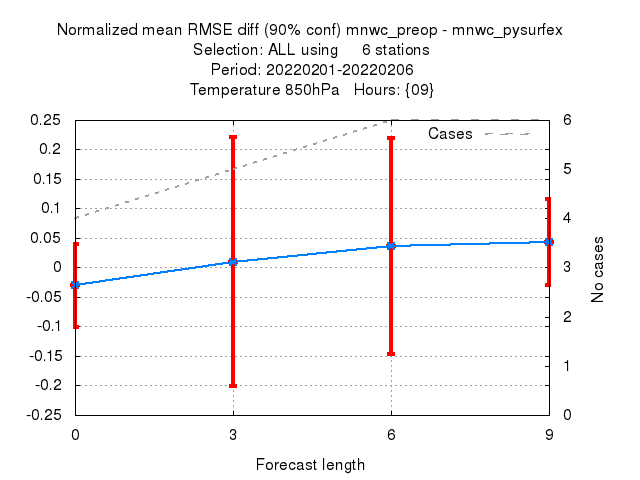 Normalized mean RMSE diff (90% conf) mnwc_preop - mnwc_pysurfex
Selection: ALL using     6 stations
Period: 20220201-20220206
Temperature 850hPa   Hours: {09}
Cases
0.25
0.2
0.15
0.1
0.05
0
-0.05
-0.1
-0.15
-0.2
-0.25
6
5
4
3
2
1
0
No cases
0 3 6 9
Forecast length